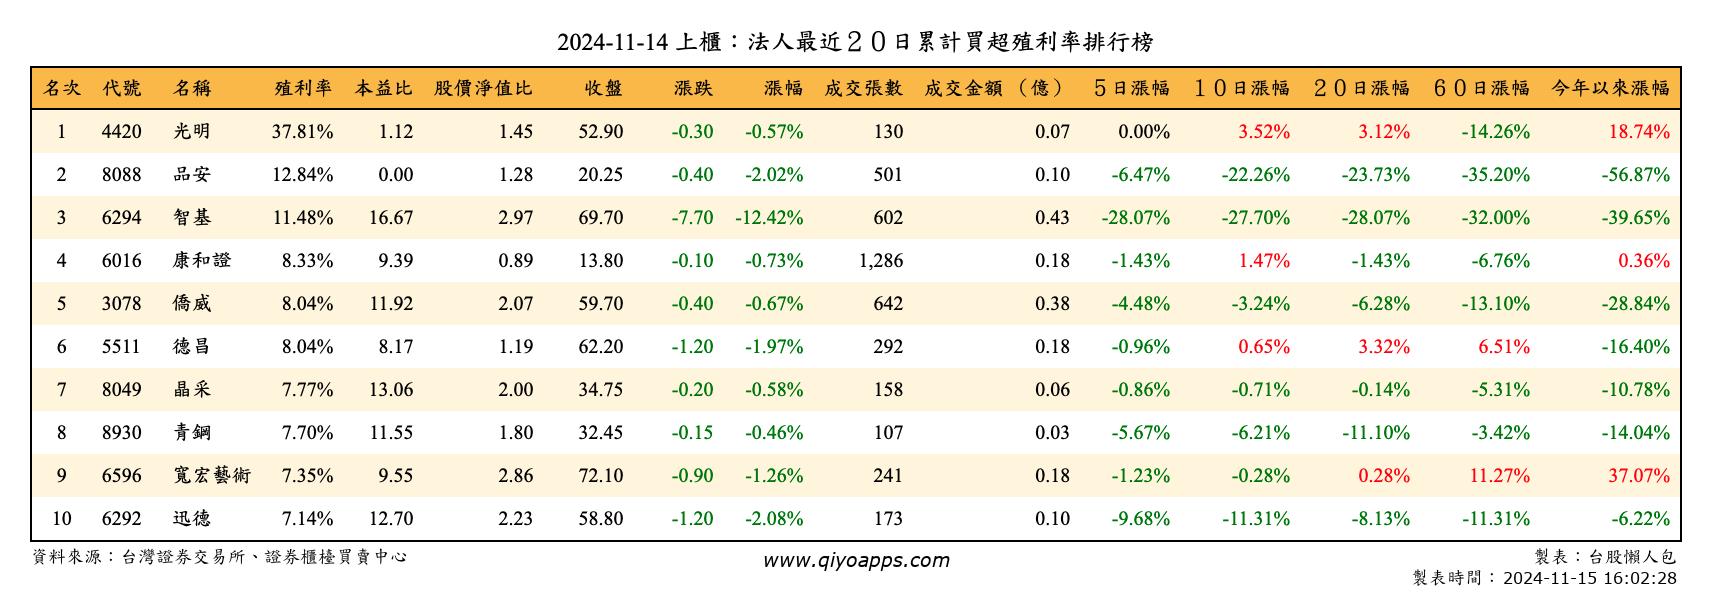 2024-11-14 上櫃：法人最近２０日累計買超殖利率排行榜
名次 代號 名稱 殖利率 本益比 股價淨值比 收盤 漲跌 漲幅 成交張數 成交金額（億） ５日漲幅 １０日漲幅 ２０日漲幅 ６０日漲幅 今年以來漲幅
1 4420 光明 37.81% 1.12 1.45 52.90 -0.30 -0.57% 130 0.07 0.00% 3.52% 3.12% -14.26% 18.74%
2 8088 品安 12.84% 0.00 1.28 20.25 -0.40 -2.02% 501 0.10 -6.47% -22.26% -23.73% -35.20% -56.87%
3 6294 智基 11.48% 16.67 2.97 69.70 -7.70 -12.42% 602 0.43 -28.07% -27.70% -28.07% -32.00% -39.65%
4 6016 康和證 8.33% 9.39 0.89 13.80 -0.10 -0.73% 1,286 0.18 -1.43% 1.47% -1.43% -6.76% 0.36%
5 3078 僑威 8.04% 11.92 2.07 59.70 -0.40 -0.67% 642 0.38 -4.48% -3.24% -6.28% -13.10% -28.84%
6 5511 德昌 8.04% 8.17 1.19 62.20 -1.20 -1.97% 292 0.18 -0.96% 0.65% 3.32% 6.51% -16.40%
7 8049 晶采 7.77% 13.06 2.00 34.75 -0.20 -0.58% 158 0.06 -0.86% -0.71% -0.14% -5.31% -10.78%
8 8930 青鋼 7.70% 11.55 1.80 32.45 -0.15 -0.46% 107 0.03 -5.67% -6.21% -11.10% -3.42% -14.04%
9 6596 寬宏藝術 7.35% 9.55 2.86 72.10 -0.90 -1.26% 241 0.18 -1.23% -0.28% 0.28% 11.27% 37.07%
10 6292 迅德 7.14% 12.70 2.23 58.80 -1.20 -2.08% 173 0.10 -9.68% -11.31% -8.13% -11.31% -6.22%
資料來源：台灣證券交易所、證券櫃檯買賣中心 www.qiyoapps.com 製表：台股懶人包
製表時間：2024-11-15 16:02:28